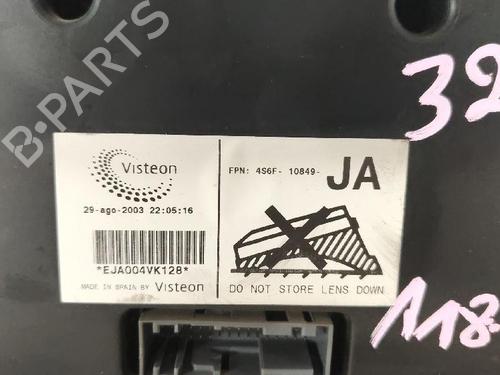 B-PARTS
32
Visteon
FPN: 4S6F- 10849- JA
29-ago-2003 22:05:16
*EJA004VK128*
MADE IN SPAIN BY Visteon
DO NOT STORE LENS DOWN
A18